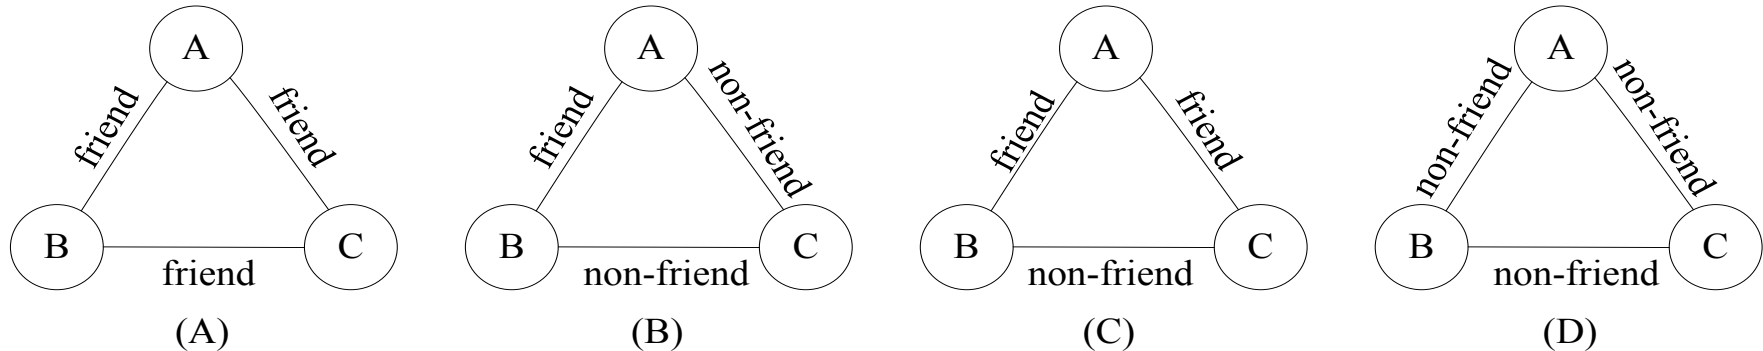 A
friend
friend
B
C
friend
(A)
A
friend
non-friend
B
C
non-friend
(B)
A
friend
friend
B
C
non-friend
(C)
A
non-friend
non-friend
B
C
non-friend
(D)